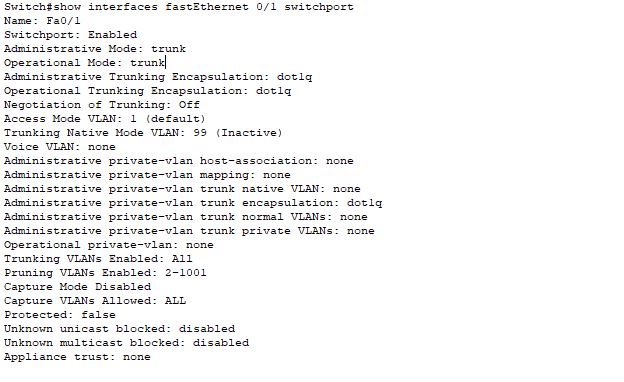 Switch#show interfaces fastEthernet 0/1 switchport
Name: Fa0/1
Switchport: Enabled
Administrative Mode: trunk
Operational Mode: trunk
Administrative Trunking Encapsulation: dot1q
Operational Trunking Encapsulation: dot1q
Negotiation of Trunking: Off
Access Mode VLAN: 1 (default)
Trunking Native Mode VLAN: 99 (Inactive)
Voice VLAN: none
Administrative private-vlan host-association: none
Administrative private-vlan mapping: none
Administrative private-vlan trunk native VLAN: none
Administrative private-vlan trunk encapsulation: dot1q
Administrative private-vlan trunk normal VLANs: none
Administrative private-vlan trunk private VLANs: none
Operational private-vlan: none
Trunking VLANs Enabled: All
Pruning VLANs Enabled: 2-1001
Capture Mode Disabled
Capture VLANs Allowed: ALL
Protected: false
Unknown unicast blocked: disabled
Unknown multicast blocked: disabled
Appliance trust: none